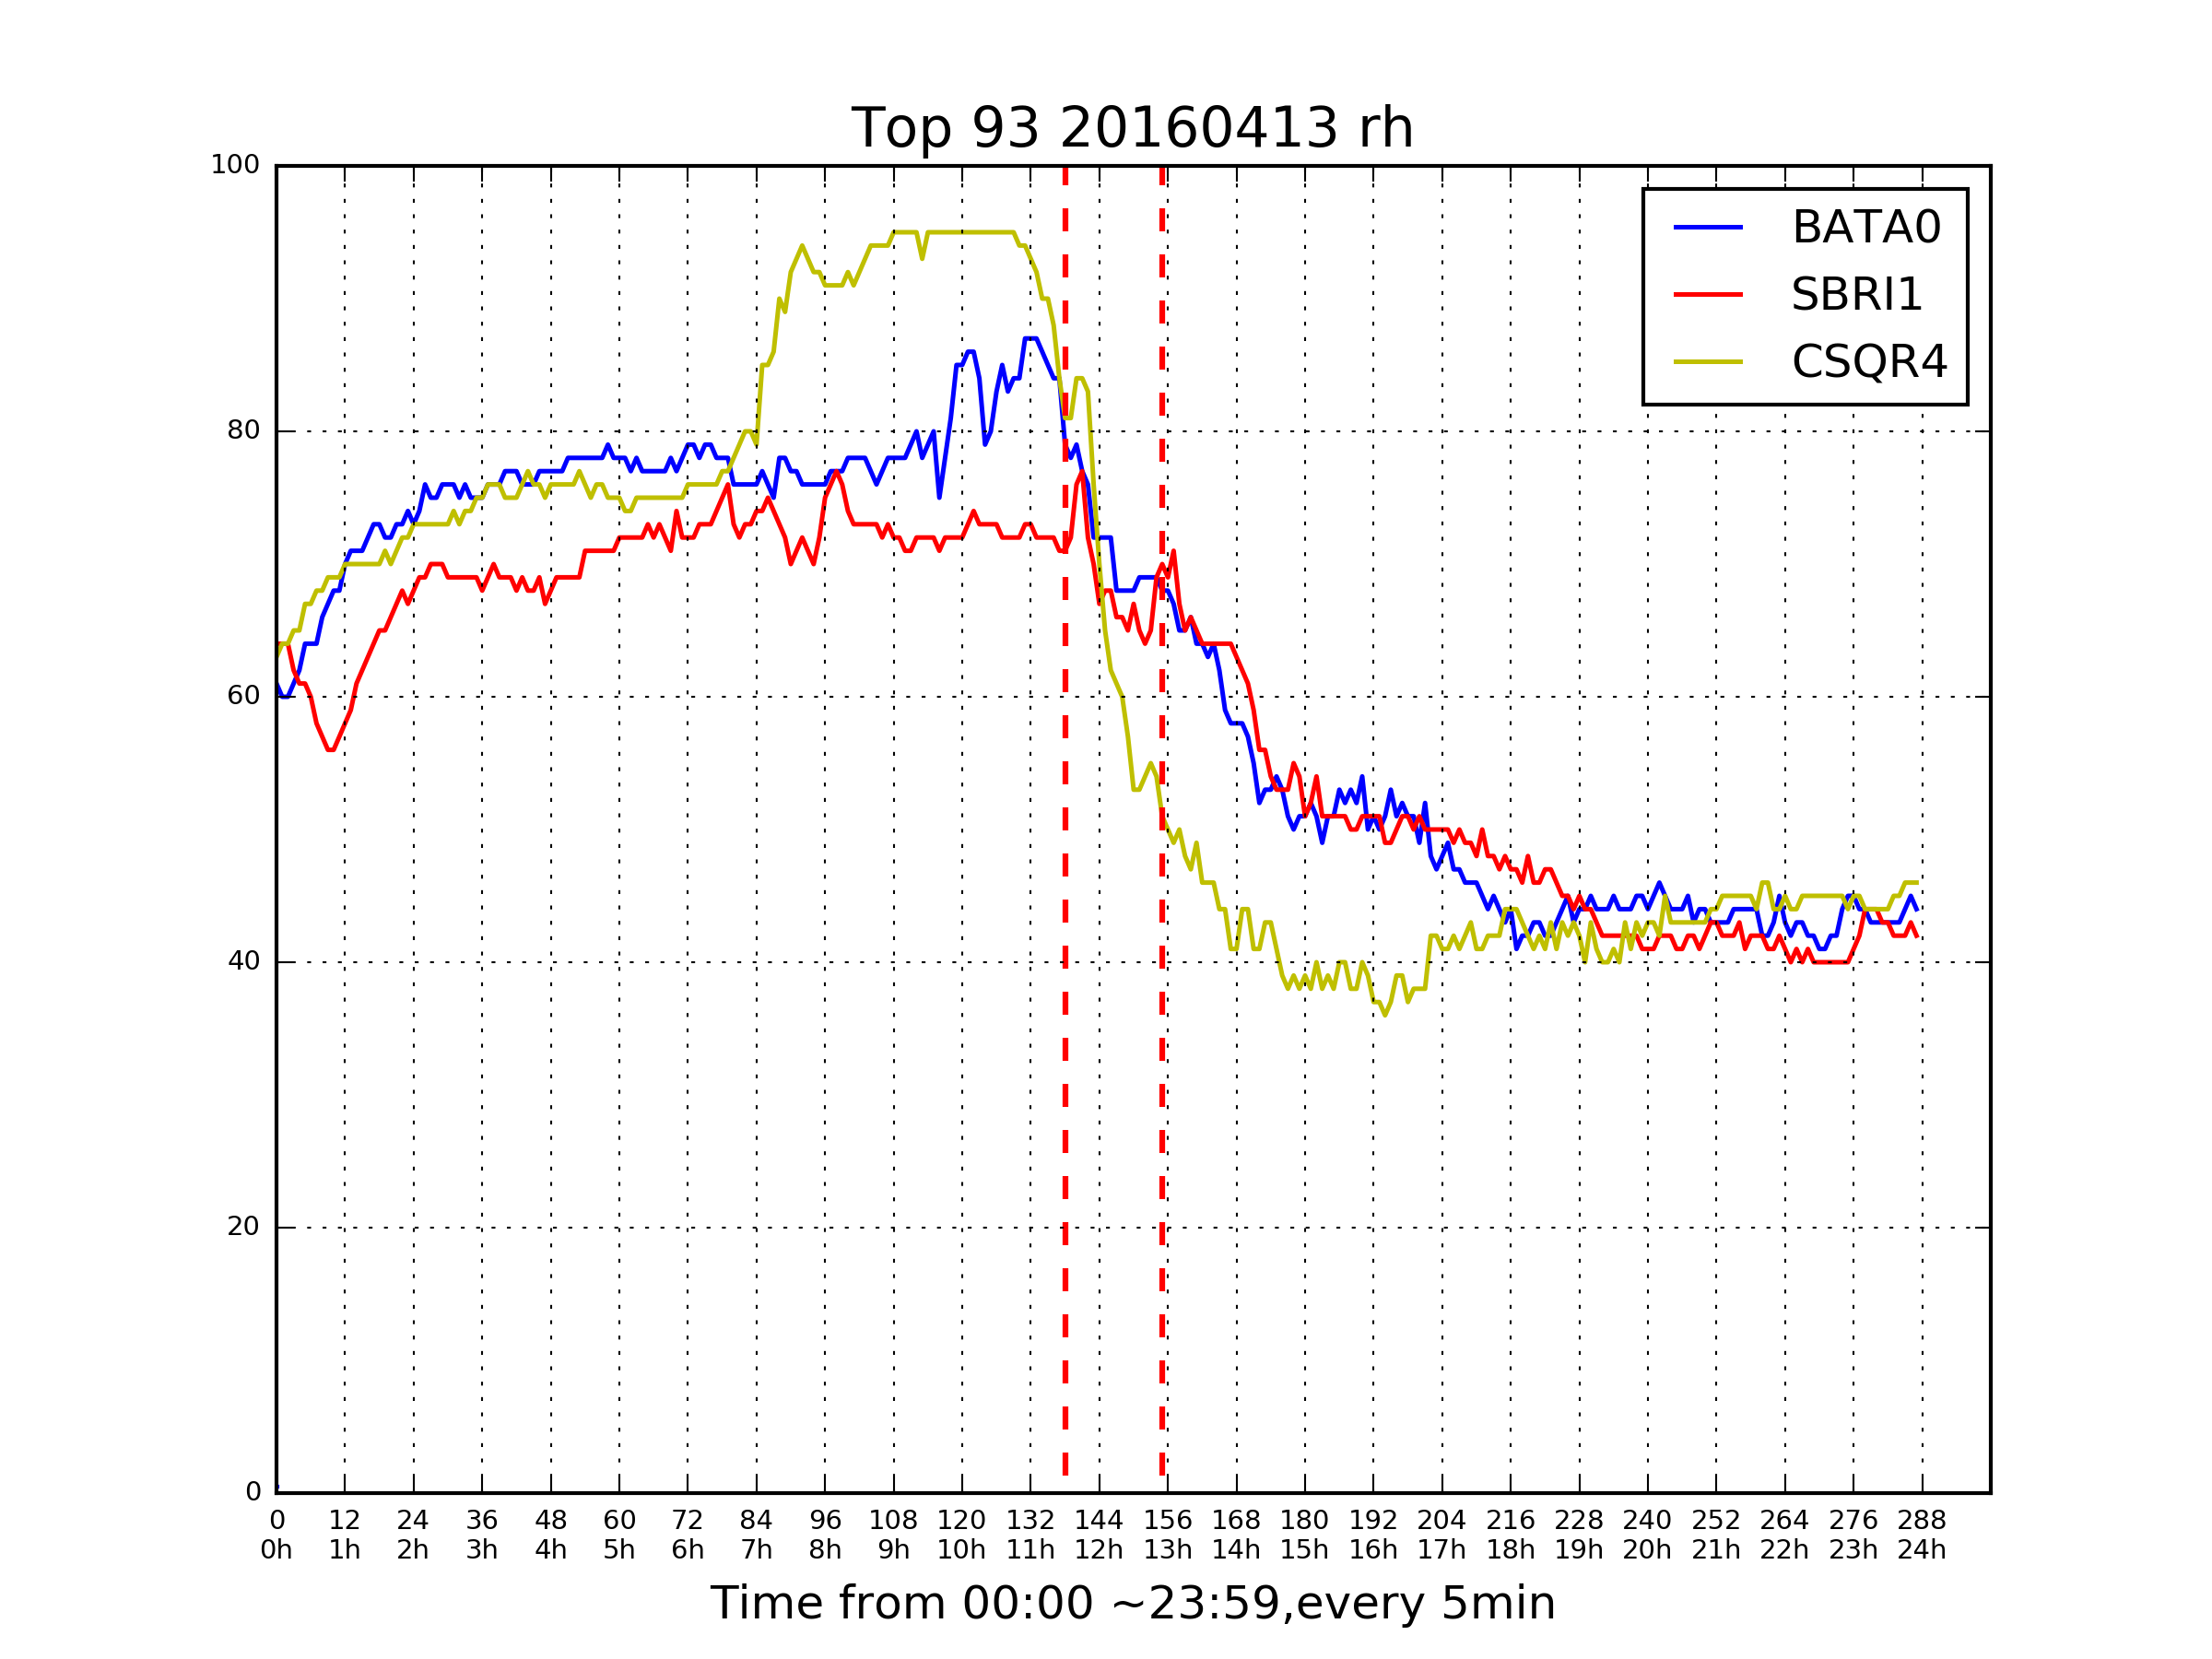 Top 93 20160413 rh
100
80
60
40
20
0
BATA0
SBRI1
CSQR4
0 12 24 36 48 60 72 84 96 108 120 132 144 156 168 180 192 204 216 228 240 252 264 276 288
0h 1h 2h 3h 4h 5h 6h 7h 8h 9h 10h 11h 12h 13h 14h 15h 16h 17h 18h 19h 20h 21h 22h 23h 24h
Time from 00:00 ~23:59,every 5min